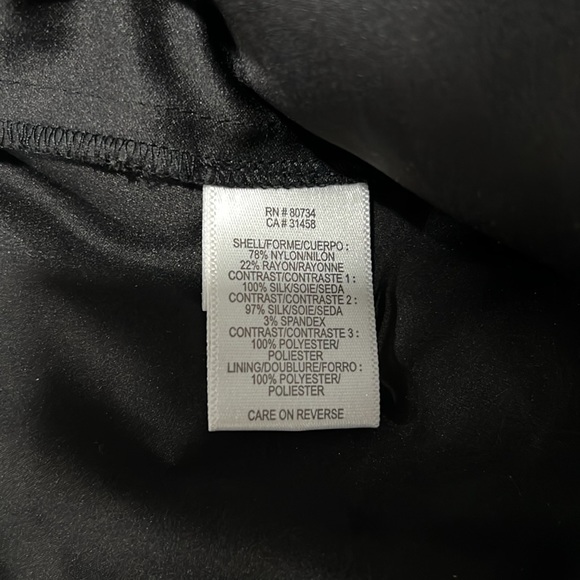 RN # 80734
CA # 31458
SHELL/FORME/CUERPO :
78% NYLON/NILON
22% RAYON/RAYONNE
CONTRAST/CONTRASTE 1 :
100% SILK/SOIE/SEDA
CONTRAST/CONTRASTE 2 :
97% SILK/SOIE/SEDA
3% SPANDEX
CONTRAST/CONTRASTE 3 :
100% POLYESTER/
POLIESTER
LINING/DOUBLURE/FORRO :
100% POLYESTER/
POLIESTER
CARE ON REVERSE